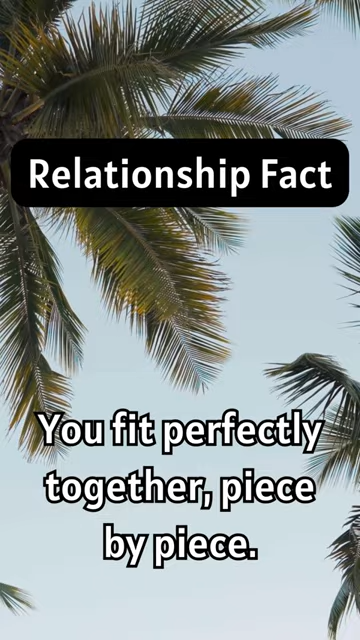 Relationship Fact
You fit perfectly
together, piece
by piece.